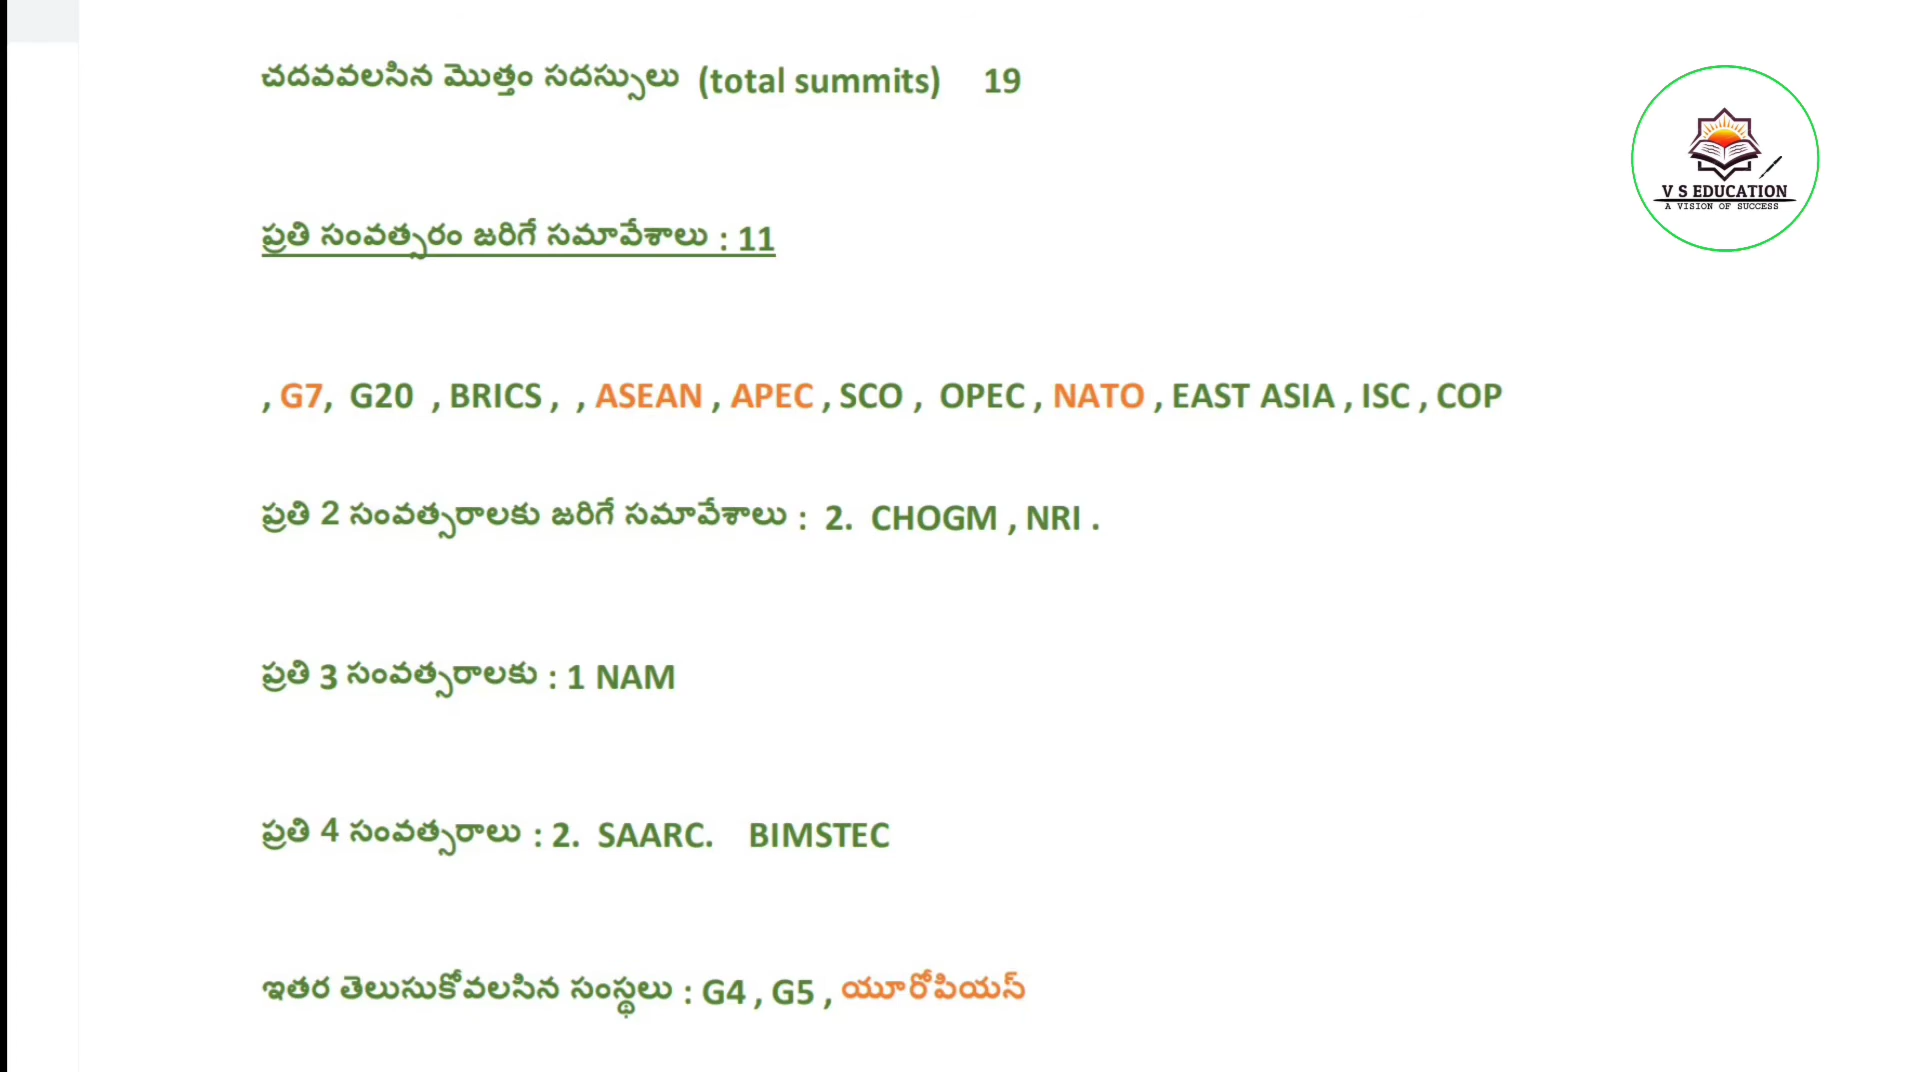 చదవవలసిన మొత్తం సదస్సులు (total summits) 19
V S EDUCATION
A VISION OF SUCCESS
ప్రతి సంవత్సరం జరిగే సమావేశాలు : 11
, G7, G20 , BRICS , , ASEAN , APEC , SCO , OPEC , NATO , EAST ASIA , ISC , COP
ప్రతి 2 సంవత్సరాలకు జరిగే సమావేశాలు : 2. CHOGM , NRI .
ప్రతి 3 సంవత్సరాలకు : 1 NAM
ప్రతి 4 సంవత్సరాలు : 2. SAARC. BIMSTEC
ఇతర తెలుసుకోవలసిన సంస్థలు : G4 , G5 , యూరోపియస్